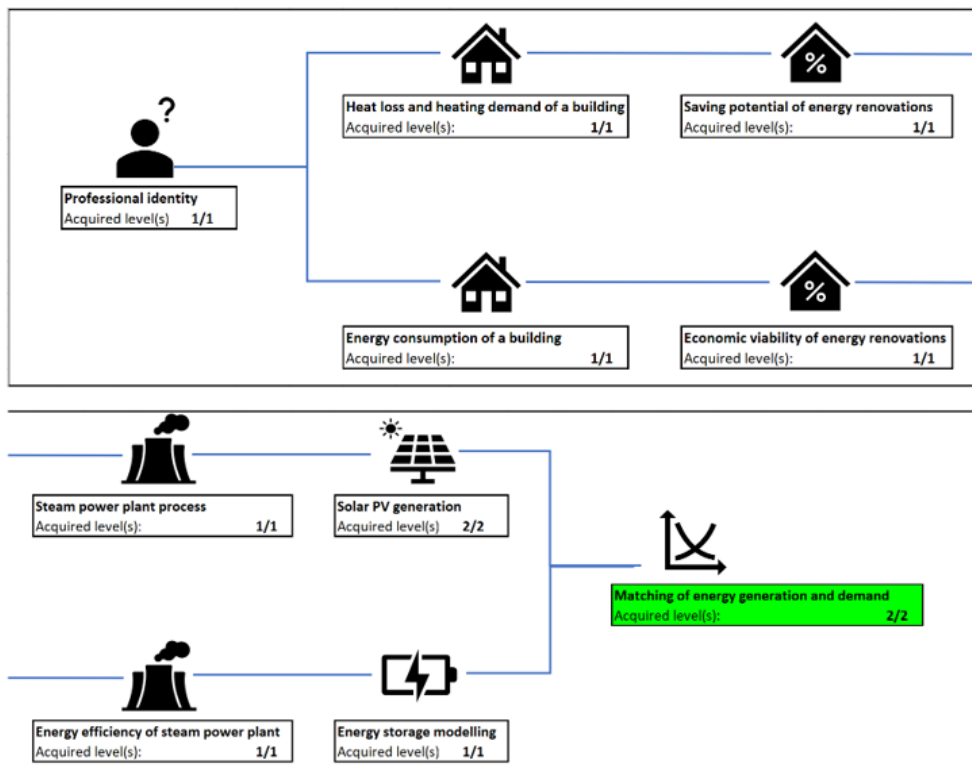 ?
Heat loss and heating demand of a building
Acquired level(s): 1/1
%
Saving potential of energy renovations
Acquired level(s): 1/1
Professional identity
Acquired level(s) 1/1
Energy consumption of a building
Acquired level(s): 1/1
%
Economic viability of energy renovations
Acquired level(s): 1/1
Steam power plant process
Acquired level(s): 1/1
Solar PV generation
Acquired level(s) 2/2
Matching of energy generation and demand
Acquired level(s): 2/2
Energy efficiency of steam power plant
Acquired level(s): 1/1
Energy storage modelling
Acquired level(s) 1/1